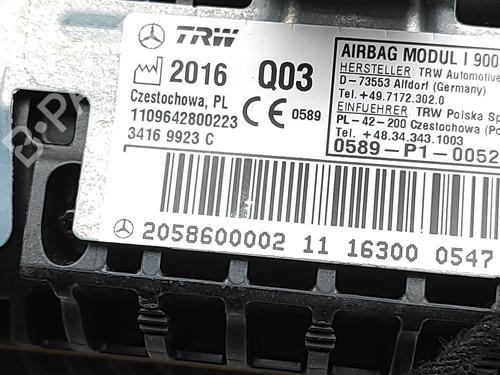 TRW
2016 Q03
Czestochowa, PL
1109642800223
3416 9923 C
CE 0589
AIRBAG MODUL I 900
HERSTELLER: TRW Automotive
D-73553 Alfdorf (Germany)
Tel. +49.7172.302.0
EINFUEHRER: TRW Polska Sp
PL-42-200 Czestochowa (Po
Tel. +48.34.343.1003
0589-P1-0052
2058600002 11 16300 0547